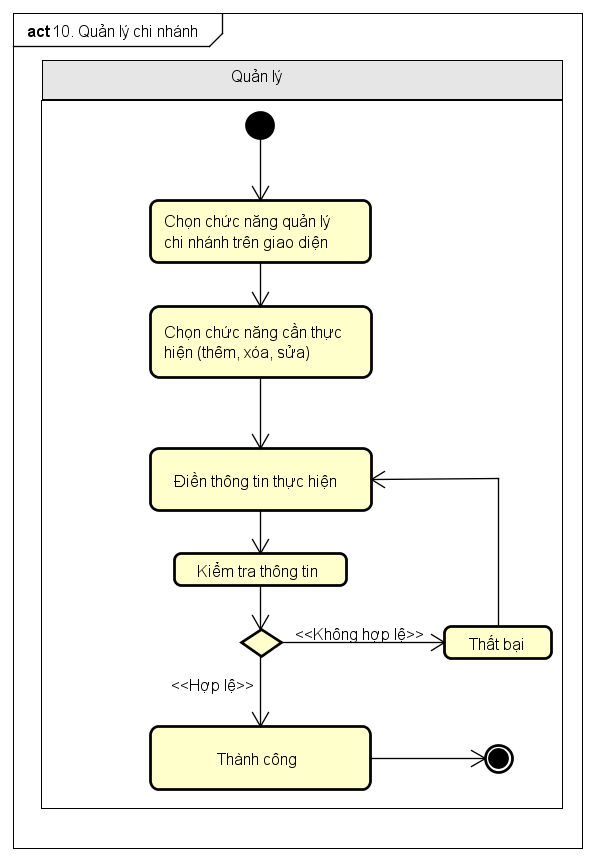 act 10. Quản lý chi nhánh
Quản lý
Chọn chức năng quản lý
chi nhánh trên giao diện
Chọn chức năng cần thực
hiện (thêm, xóa, sửa)
Điền thông tin thực hiện
Kiểm tra thông tin
<<Không hợp lệ>>
Thất bại
<<Hợp lệ>>
Thành công